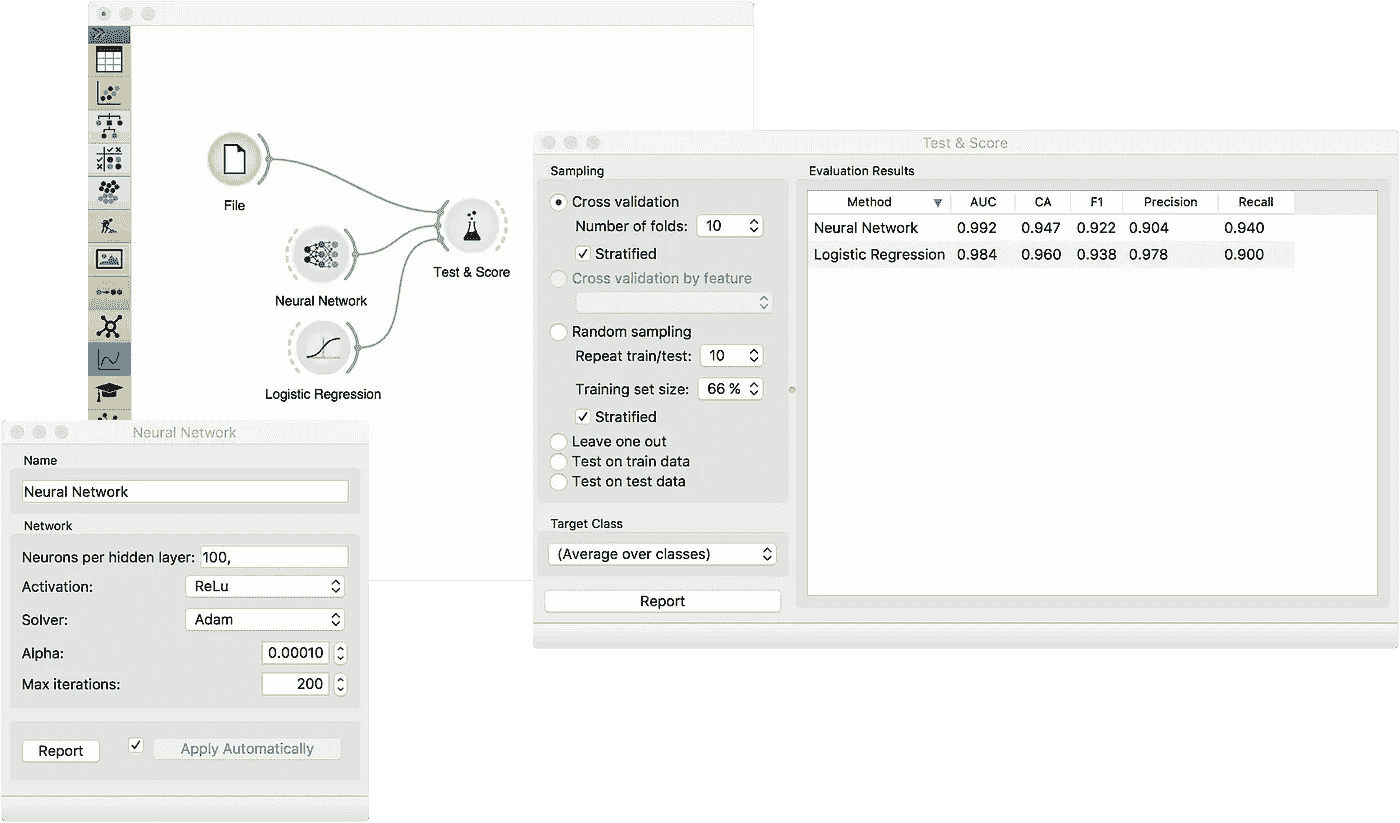 File
Neural Network
Logistic Regression
Test & Score
Neural Network
Name
Neural Network
Network
Neurons per hidden layer: 100,
Activation: ReLu
Solver: Adam
Alpha: 0.00010
Max iterations: 200
Report Apply Automatically
Test & Score
Sampling
Cross validation
Number of folds: 10
Stratified
Cross validation by feature
Random sampling
Repeat train/test: 10
Training set size: 66 %
Stratified
Leave one out
Test on train data
Test on test data
Target Class
(Average over classes)
Report
Evaluation Results
Method AUC CA F1 Precision Recall
Neural Network 0.992 0.947 0.922 0.904 0.940
Logistic Regression 0.984 0.960 0.938 0.978 0.900